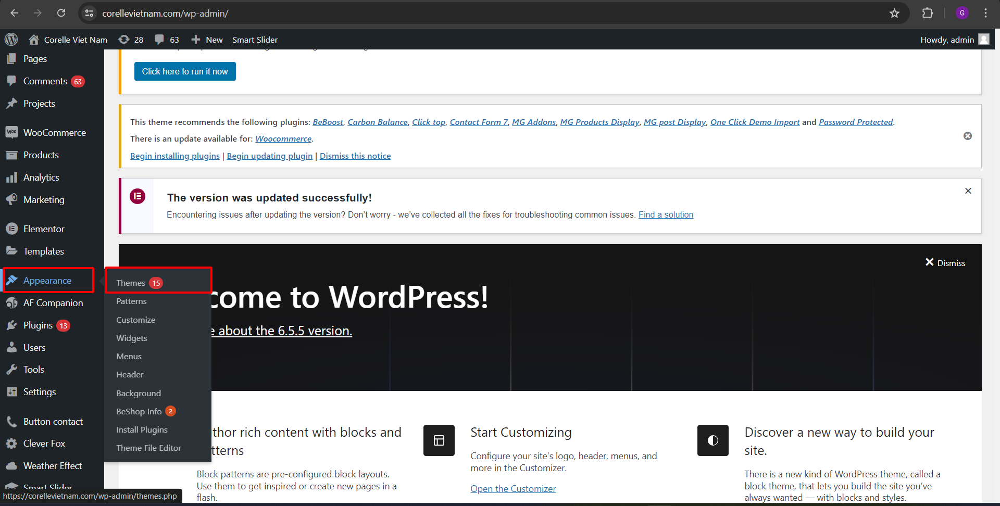 corellevietnam.com/wp-admin/
G
Corelle Viet Nam
28
63
New
Smart Slider
Howdy, admin
Pages
Comments 63
Projects
WooCommerce
Products
Analytics
Marketing
Elementor
Templates
Appearance
AF Companion
Plugins 13
Users
Tools
Settings
Button contact
Clever Fox
Weather Effect
Smart Slider
Themes 15
Patterns
Customize
Widgets
Menus
Header
Background
BeShop Info 2
Install Plugins
Theme File Editor
Click here to run it now
This theme recommends the following plugins: BeBoost, Carbon Balance, Click top, Contact Form 7, MG Addons, MG Products Display, MG post Display, One Click Demo Import and Password Protected.
There is an update available for: Woocommerce.
Begin installing plugins | Begin updating plugin | Dismiss this notice
The version was updated successfully!
Encountering issues after updating the version? Don't worry - we've collected all the fixes for troubleshooting common issues. Find a solution
Dismiss
come to WordPress!
e about the 6.5.5 version.
thor rich content with blocks and
tterns
Block patterns are pre-configured block layouts.
Use them to get inspired or create new pages in a
flash.
Start Customizing
Configure your site's logo, header, menus, and
more in the Customizer.
Open the Customizer
Discover a new way to build your
site.
There is a new kind of WordPress theme, called a
block theme, that lets you build the site you've
always wanted — with blocks and styles.
https://corellevietnam.com/wp-admin/themes.php